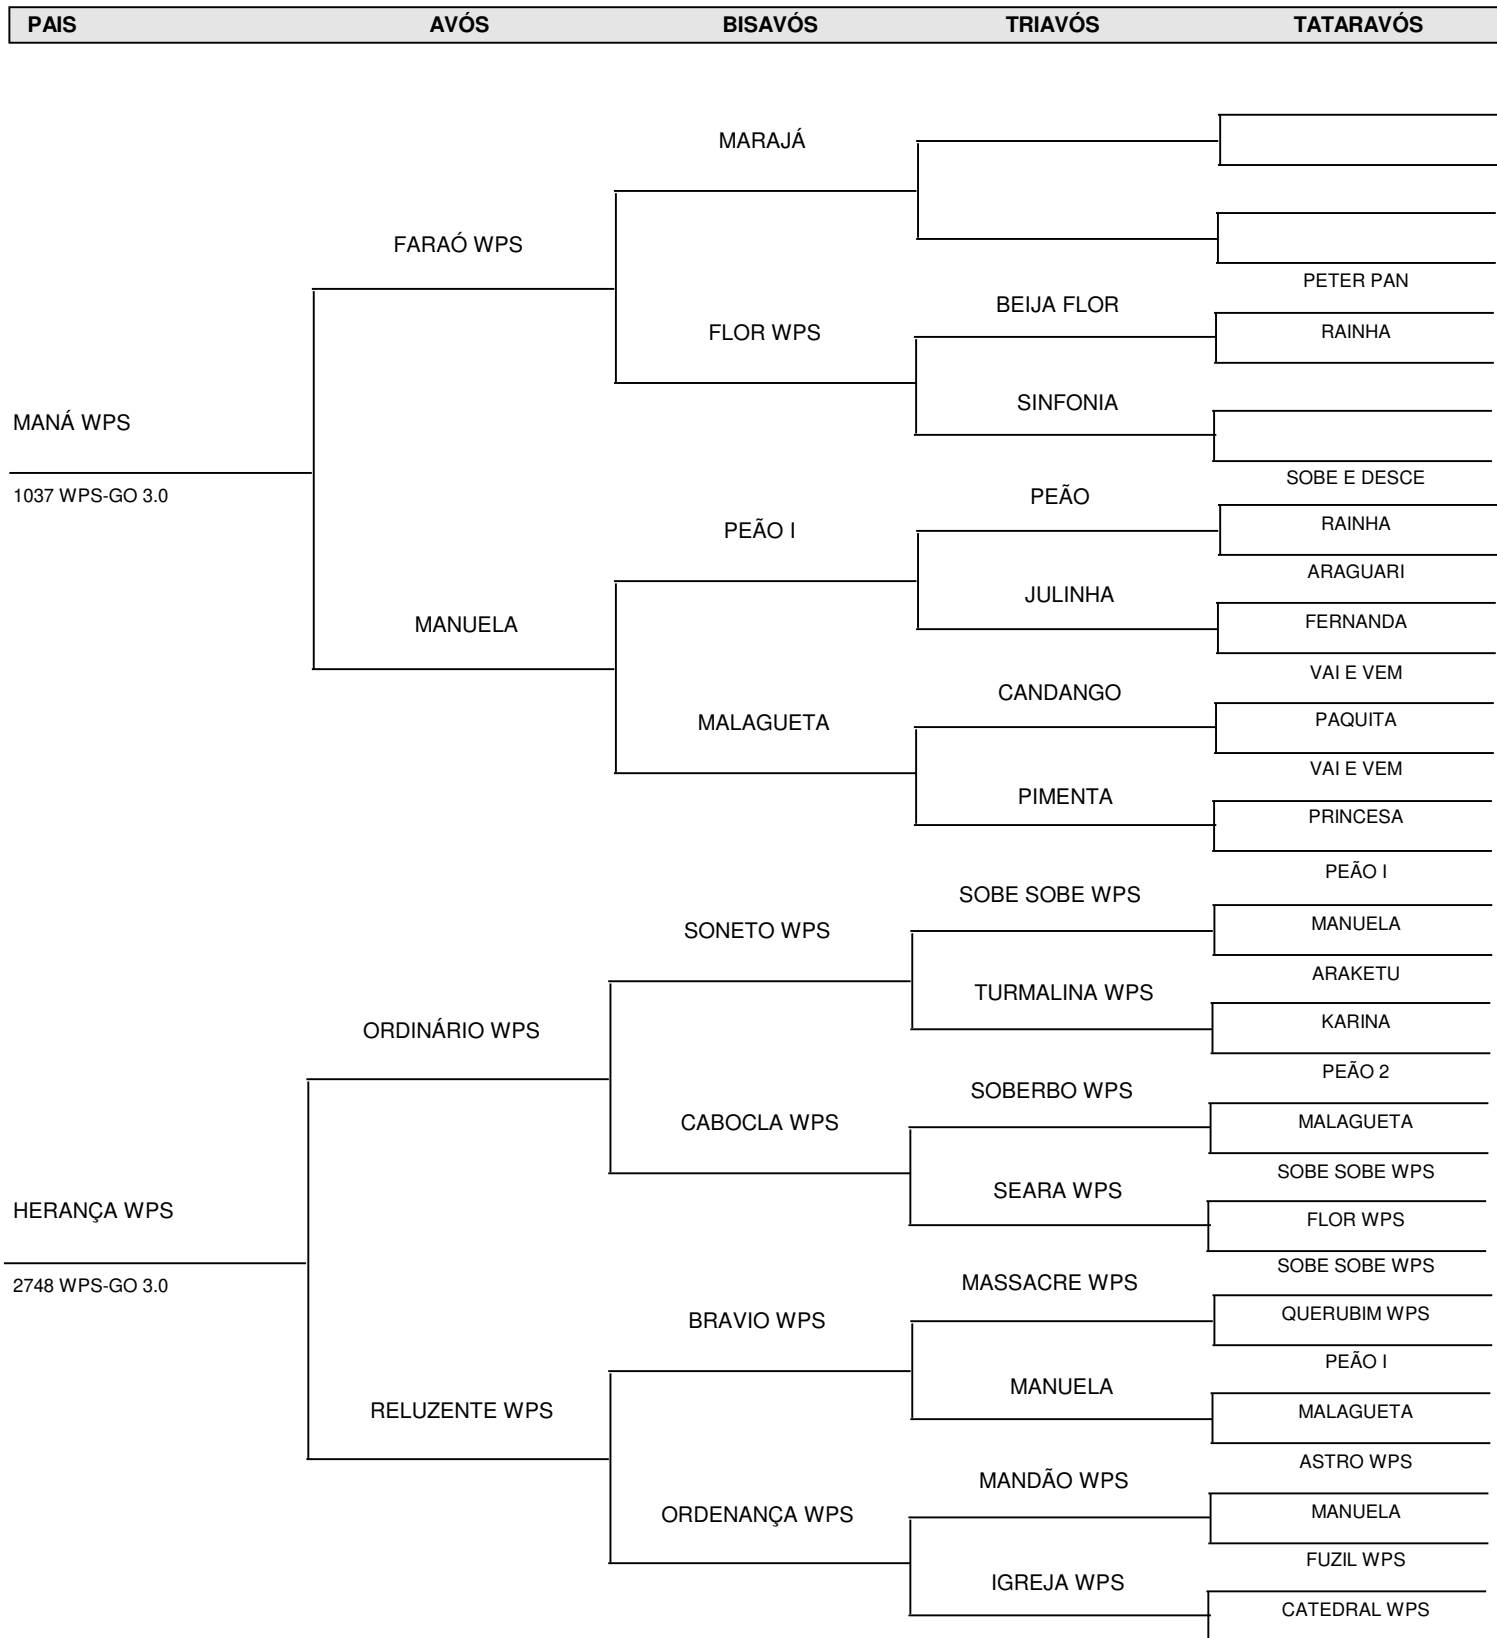 PAIS AVÓS BISAVÓS TRIAVÓS TATARAVÓS
MARAJÁ
FARAÓ WPS
PETER PAN
BEIJA FLOR
FLOR WPS
RAINHA
SINFONIA
MANÁ WPS
SOBE E DESCE
1037 WPS-GO 3.0
PEÃO
PEÃO I
RAINHA
ARAGUARI
JULINHA
MANUELA
FERNANDA
VAI E VEM
CANDANGO
MALAGUETA
PAQUITA
VAI E VEM
PIMENTA
PRINCESA
PEÃO I
SOBE SOBE WPS
SONETO WPS
MANUELA
ARAKETU
TURMALINA WPS
ORDINÁRIO WPS
KARINA
PEÃO 2
SOBERBO WPS
CABOCLA WPS
MALAGUETA
SOBE SOBE WPS
SEARA WPS
HERANÇA WPS
FLOR WPS
SOBE SOBE WPS
2748 WPS-GO 3.0
MASSACRE WPS
BRAVIO WPS
QUERUBIM WPS
PEÃO I
MANUELA
RELUZENTE WPS
MALAGUETA
ASTRO WPS
MANDÃO WPS
ORDENANÇA WPS
MANUELA
FUZIL WPS
IGREJA WPS
CATEDRAL WPS